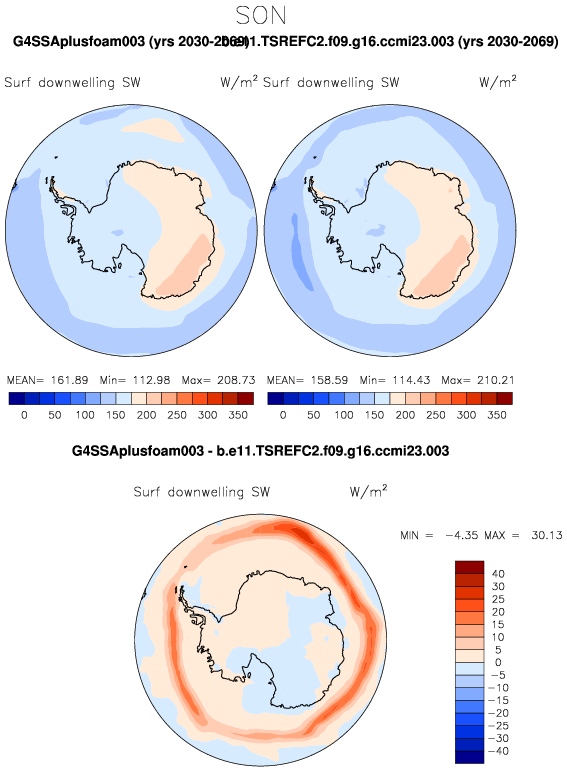 SON
G4SSAplusfoam003 (yrs 2030-2069) b.e11.TSREFC2.f09.g16.ccmi23.003 (yrs 2030-2069)
Surf downwelling SW W/m² Surf downwelling SW W/m²
MEAN= 161.89 Min= 112.98 Max= 208.73 MEAN= 158.59 Min= 114.43 Max= 210.21
0 50 100 150 200 250 300 350 0 50 100 150 200 250 300 350
G4SSAplusfoam003 - b.e11.TSREFC2.f09.g16.ccmi23.003
Surf downwelling SW W/m²
MIN = -4.35 MAX = 30.13
40
30
25
20
15
10
5
0
-5
-10
-15
-20
-25
-30
-40